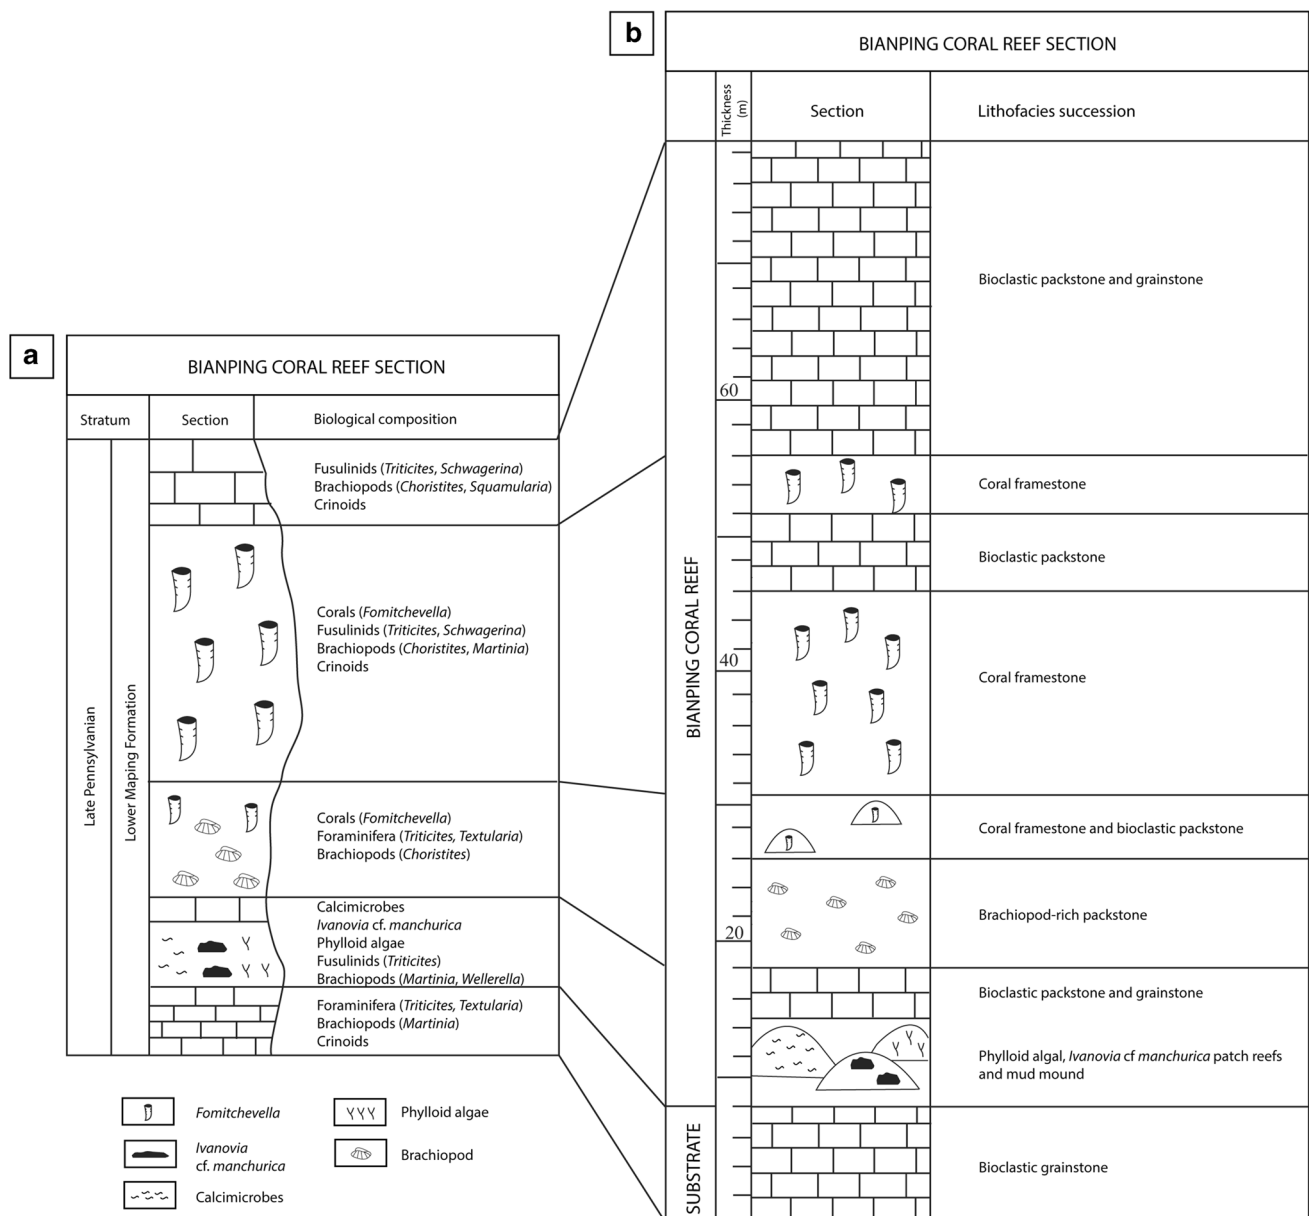 a
BIANPING CORAL REEF SECTION
Stratum
Section
Biological composition
Late Pennsylvanian
Lower Maping Formation
Fusulinids (Triticites, Schwagerina)
Brachiopods (Choristites, Squamularia)
Crinoids
Corals (Fomitchevella)
Fusulinids (Triticites, Schwagerina)
Brachiopods (Choristites, Martinia)
Crinoids
Corals (Fomitchevella)
Foraminifera (Triticites, Textularia)
Brachiopods (Choristites)
Calcimicrobes
Ivanovia cf. manchurica
Phylloid algae
Fusulinids (Triticites)
Brachiopods (Martinia, Wellerella)
Foraminifera (Triticites, Textularia)
Brachiopods (Martinia)
Crinoids
Fomitchevella
Ivanovia
cf. manchurica
Calcimicrobes
Phylloid algae
Brachiopod
b
BIANPING CORAL REEF SECTION
Thickness
(m)
Section
Lithofacies succession
BIANPING CORAL REEF
SUBSTRATE
60
40
20
Bioclastic packstone and grainstone
Coral framestone
Bioclastic packstone
Coral framestone
Coral framestone and bioclastic packstone
Brachiopod-rich packstone
Bioclastic packstone and grainstone
Phylloid algal, Ivanovia cf manchurica patch reefs
and mud mound
Bioclastic grainstone